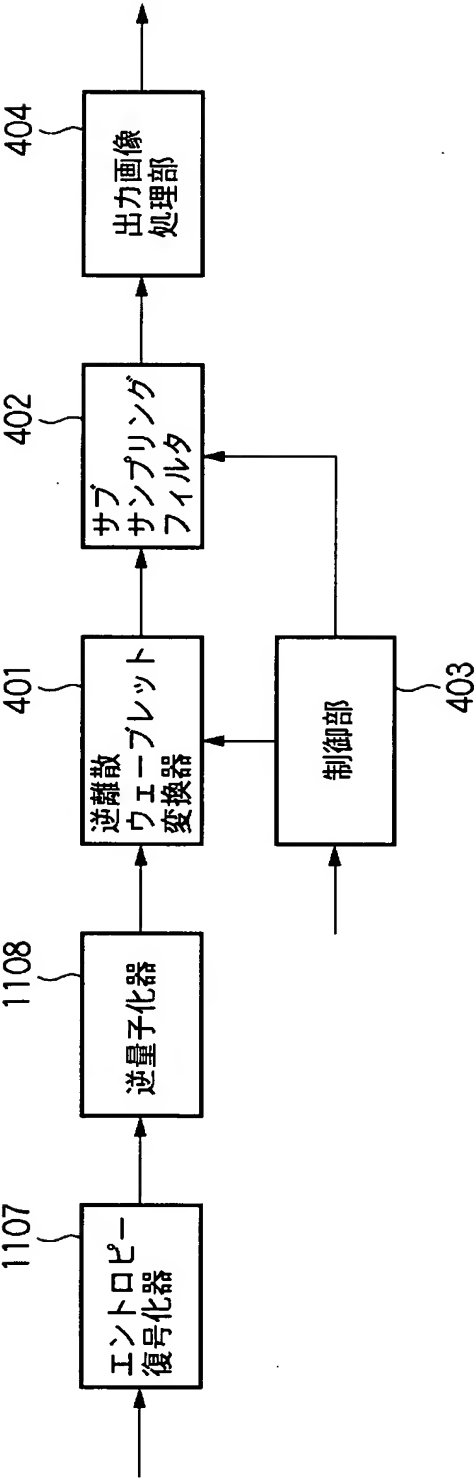 1107
エントロピー
復号化器
1108
逆量子化器
401
逆離散
ウェーブレット
変換器
402
サブ
サンプリング
フィルタ
404
出力画像
処理部
制御部
403